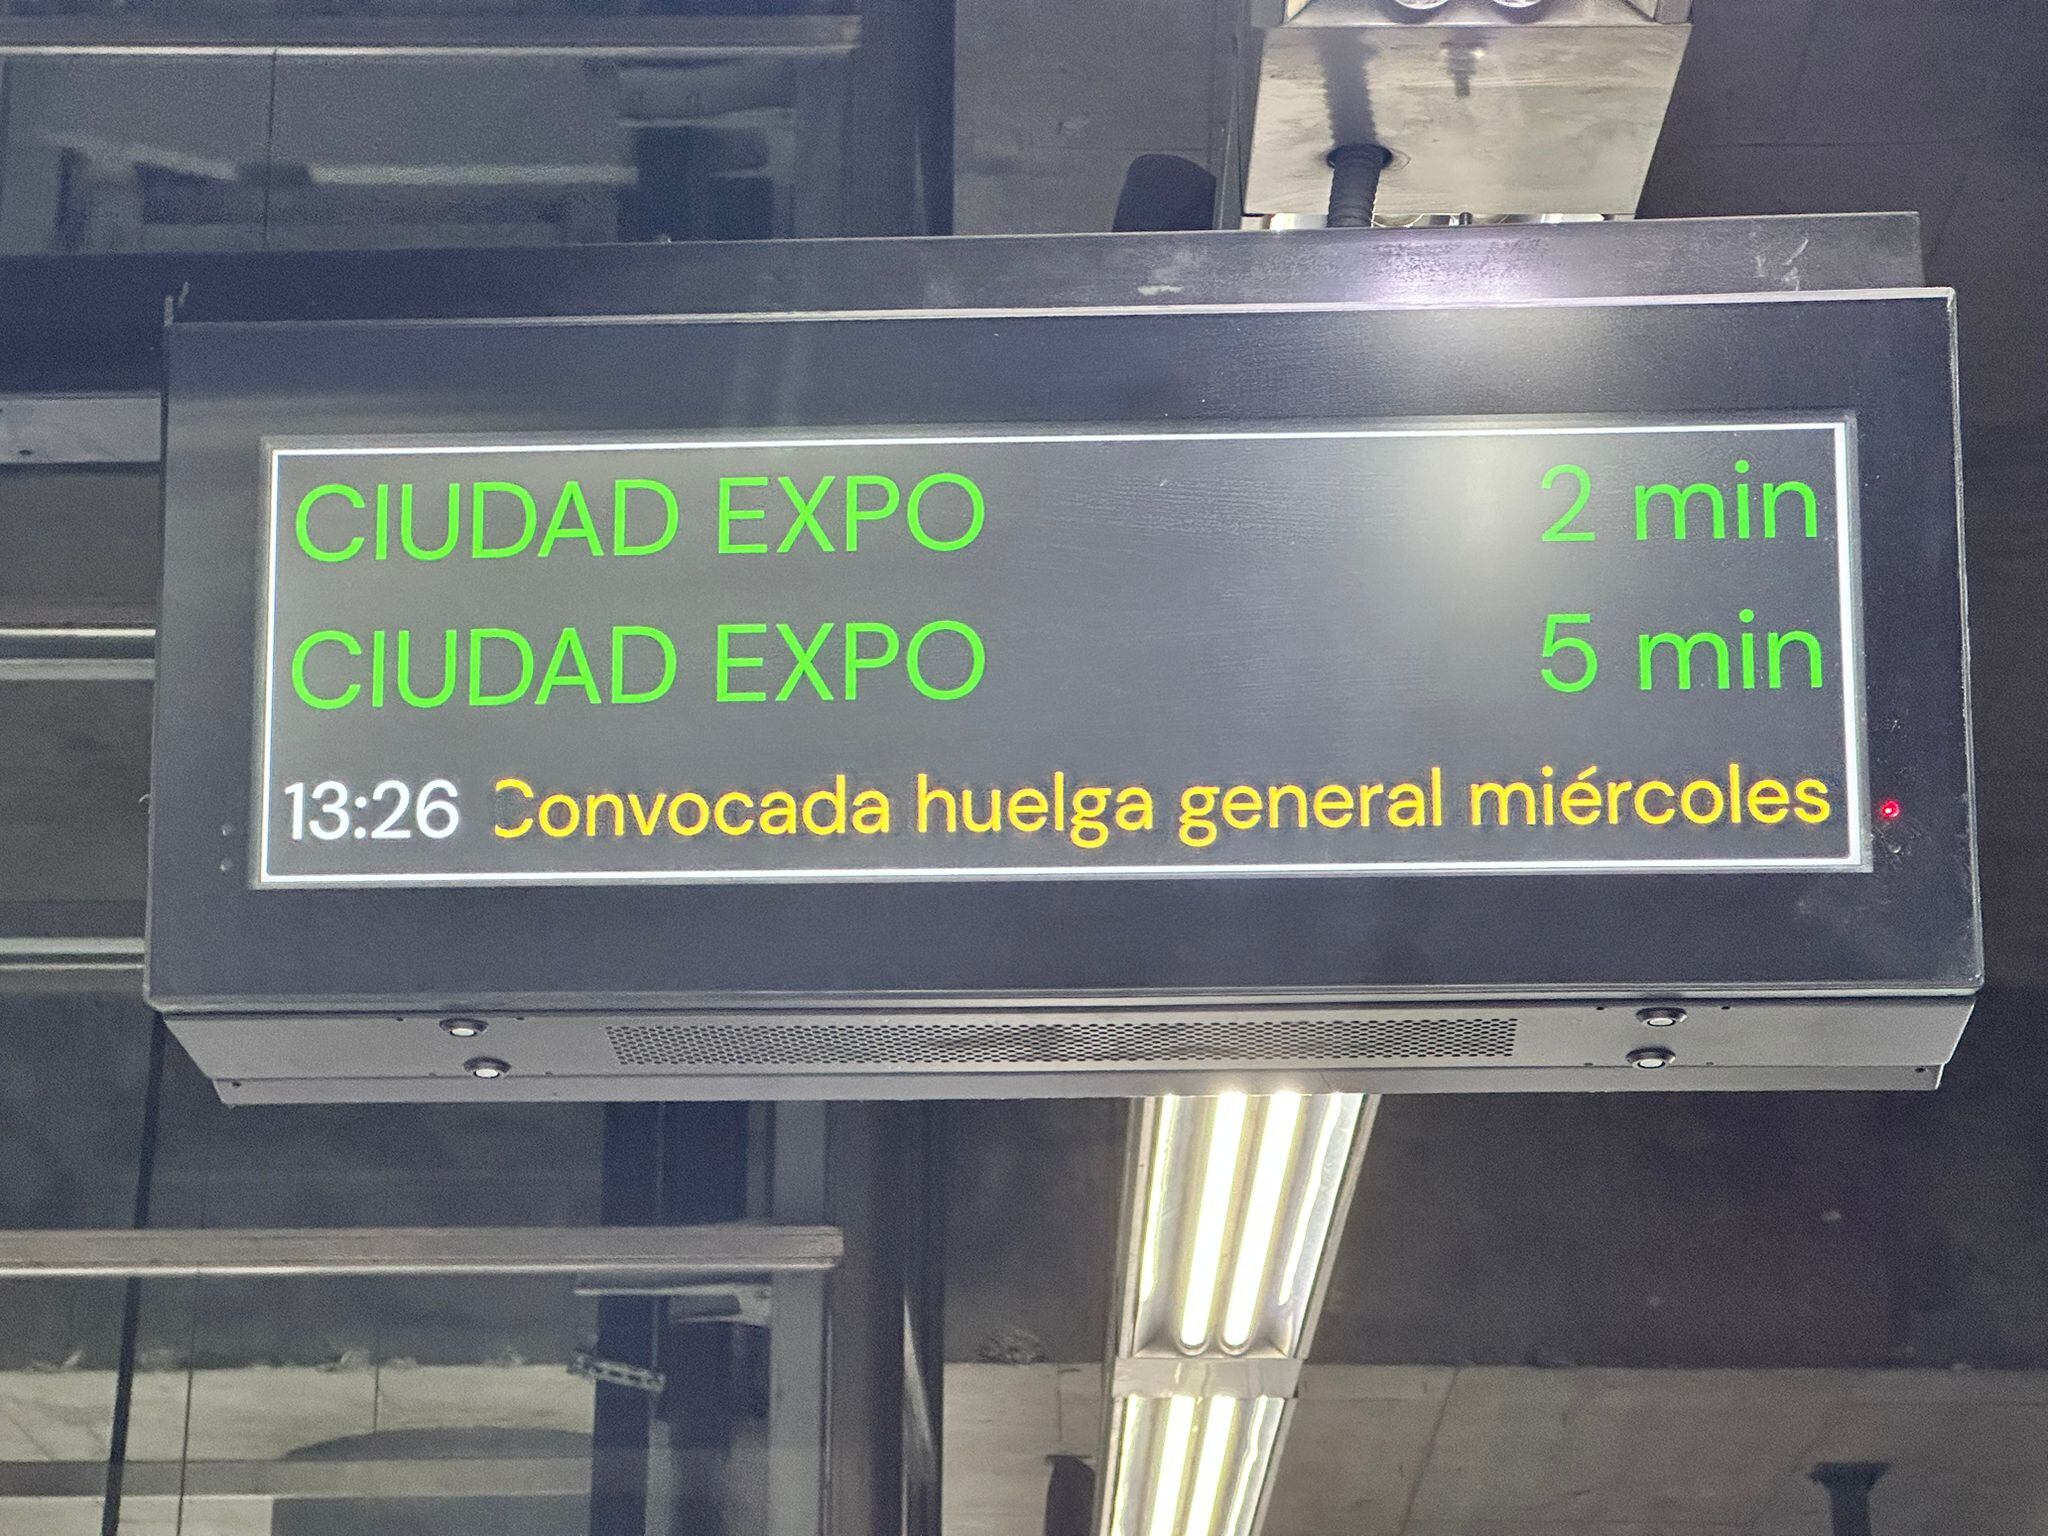 CIUDAD EXPO 2 min
CIUDAD EXPO 5 min
13:26 Convocada huelga general miércoles